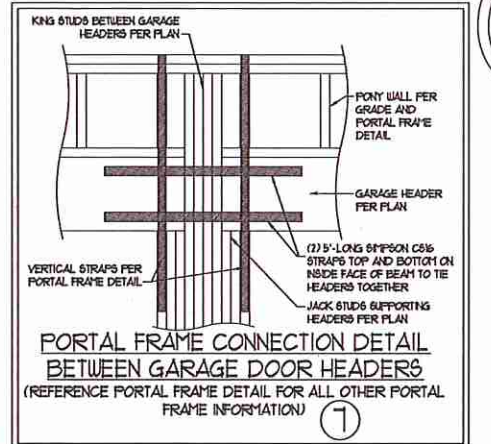 KING STUDS BETWEEN GARAGE
HEADERS PER PLAN
PONY WALL PER
GRADE AND
PORTAL FRAME
DETAIL
GARAGE HEADER
PER PLAN
(2) 5'-LONG SIMPSON CS16
STRAPS TOP AND BOTTOM ON
INSIDE FACE OF BEAM TO TIE
HEADERS TOGETHER
VERTICAL STRAPS PER
PORTAL FRAME DETAIL
JACK STUDS SUPPORTING
HEADERS PER PLAN
PORTAL FRAME CONNECTION DETAIL
BETWEEN GARAGE DOOR HEADERS
(REFERENCE PORTAL FRAME DETAIL FOR ALL OTHER PORTAL
FRAME INFORMATION)
7